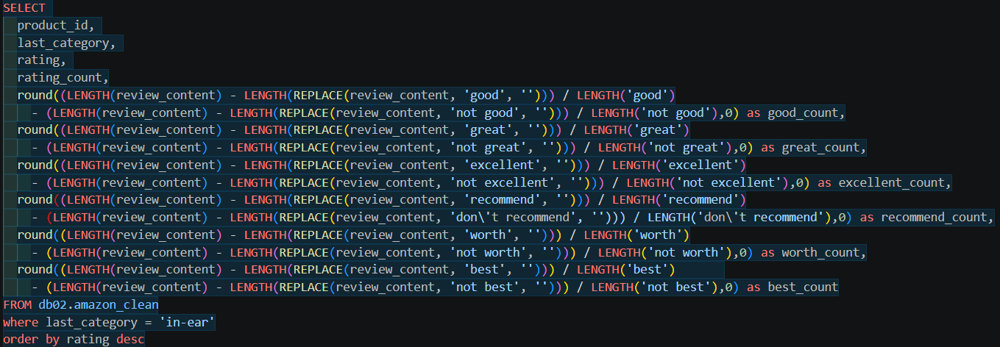 SELECT
product_id,
last_category,
rating,
rating_count,
round((LENGTH(review_content) - LENGTH(REPLACE(review_content, 'good', ''))) / LENGTH('good')
- (LENGTH(review_content) - LENGTH(REPLACE(review_content, 'not good', ''))) / LENGTH('not good'),0) as good_count,
round((LENGTH(review_content) - LENGTH(REPLACE(review_content, 'great', ''))) / LENGTH('great')
- (LENGTH(review_content) - LENGTH(REPLACE(review_content, 'not great', ''))) / LENGTH('not great'),0) as great_count,
round((LENGTH(review_content) - LENGTH(REPLACE(review_content, 'excellent', ''))) / LENGTH('excellent')
- (LENGTH(review_content) - LENGTH(REPLACE(review_content, 'not excellent', ''))) / LENGTH('not excellent'),0) as excellent_count,
round((LENGTH(review_content) - LENGTH(REPLACE(review_content, 'recommend', ''))) / LENGTH('recommend')
- (LENGTH(review_content) - LENGTH(REPLACE(review_content, 'don\'t recommend', ''))) / LENGTH('don\'t recommend'),0) as recommend_count,
round((LENGTH(review_content) - LENGTH(REPLACE(review_content, 'worth', ''))) / LENGTH('worth')
- (LENGTH(review_content) - LENGTH(REPLACE(review_content, 'not worth', ''))) / LENGTH('not worth'),0) as worth_count,
round((LENGTH(review_content) - LENGTH(REPLACE(review_content, 'best', ''))) / LENGTH('best')
- (LENGTH(review_content) - LENGTH(REPLACE(review_content, 'not best', ''))) / LENGTH('not best'),0) as best_count
FROM db02.amazon_clean
where last_category = 'in-ear'
order by rating desc